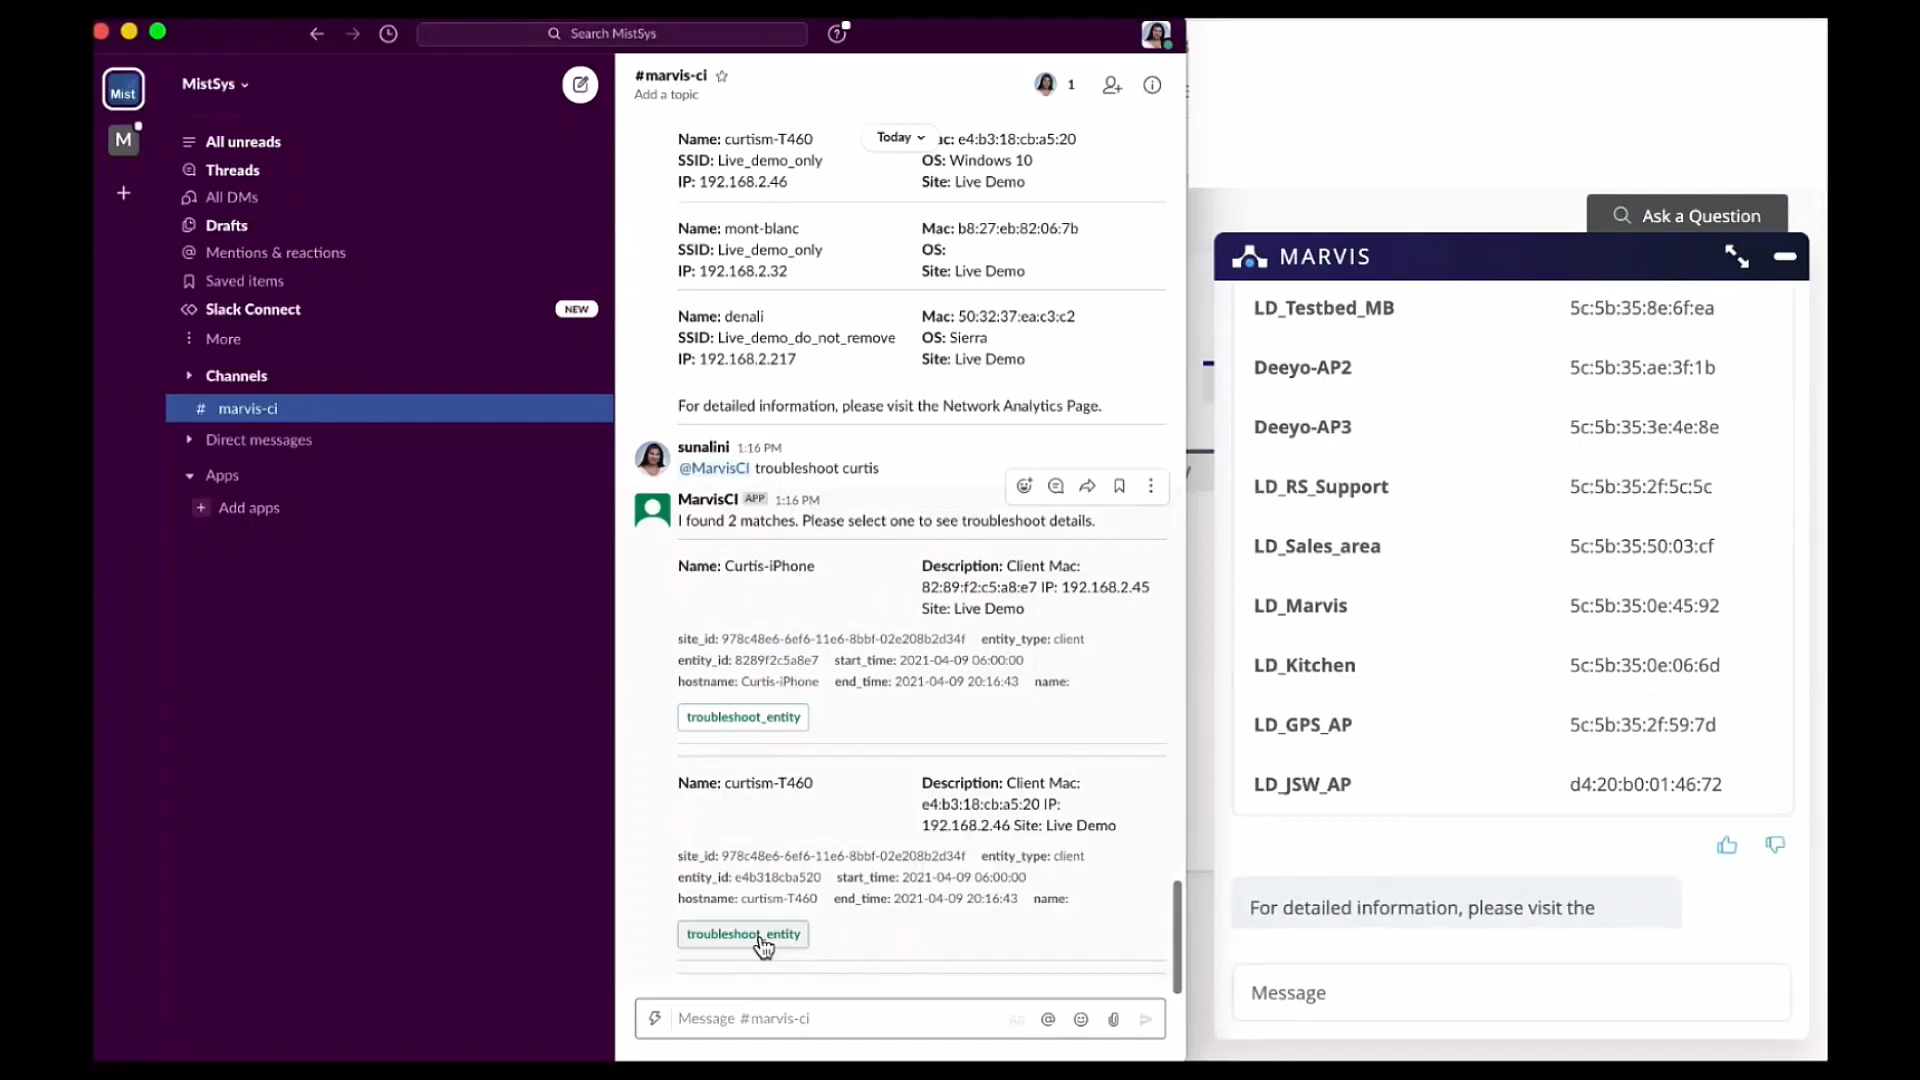 Search MistSys
Mist
M
MistSys
All unreads
Threads
All DMs
Drafts
Mentions & reactions
Saved items
Slack Connect
NEW
More
Channels
# marvis-ci
Direct messages
Apps
+ Add apps
#marvis-ci
Add a topic
1
Today
Name: curtism-T460
ac: e4:b3:18:cb:a5:20
SSID: Live_demo_only
OS: Windows 10
IP: 192.168.2.46
Site: Live Demo
Name: mont-blanc
Mac: b8:27:eb:82:06:7b
SSID: Live_demo_only
OS:
IP: 192.168.2.32
Site: Live Demo
Name: denali
Mac: 50:32:37:ea:c3:c2
SSID: Live_demo_do_not_remove
OS: Sierra
IP: 192.168.2.217
Site: Live Demo
For detailed information, please visit the Network Analytics Page.
sunalini 1:16 PM
@MarvisCI troubleshoot curtis
MarvisCI APP 1:16 PM
I found 2 matches. Please select one to see troubleshoot details.
Name: Curtis-iPhone
Description: Client Mac:
82:89:f2:c5:a8:e7 IP: 192.168.2.45
Site: Live Demo
site_id: 978c48e6-6ef6-11e6-8bbf-02e208b2d34f entity_type: client
entity_id: 8289f2c5a8e7 start_time: 2021-04-09 06:00:00
hostname: Curtis-iPhone end_time: 2021-04-09 20:16:43 name:
troubleshoot_entity
Name: curtism-T460
Description: Client Mac:
e4:b3:18:cb:a5:20 IP:
192.168.2.46 Site: Live Demo
site_id: 978c48e6-6ef6-11e6-8bbf-02e208b2d34f entity_type: client
entity_id: e4b318cba520 start_time: 2021-04-09 06:00:00
hostname: curtism-T460 end_time: 2021-04-09 20:16:43 name:
troubleshoot_entity
Message #marvis-ci
Aa
Ask a Question
MARVIS
LD_Testbed_MB 5c:5b:35:8e:6f:ea
Deeyo-AP2 5c:5b:35:ae:3f:1b
Deeyo-AP3 5c:5b:35:3e:4e:8e
LD_RS_Support 5c:5b:35:2f:5c:5c
LD_Sales_area 5c:5b:35:50:03:cf
LD_Marvis 5c:5b:35:0e:45:92
LD_Kitchen 5c:5b:35:0e:06:6d
LD_GPS_AP 5c:5b:35:2f:59:7d
LD_JSW_AP d4:20:b0:01:46:72
For detailed information, please visit the
Message